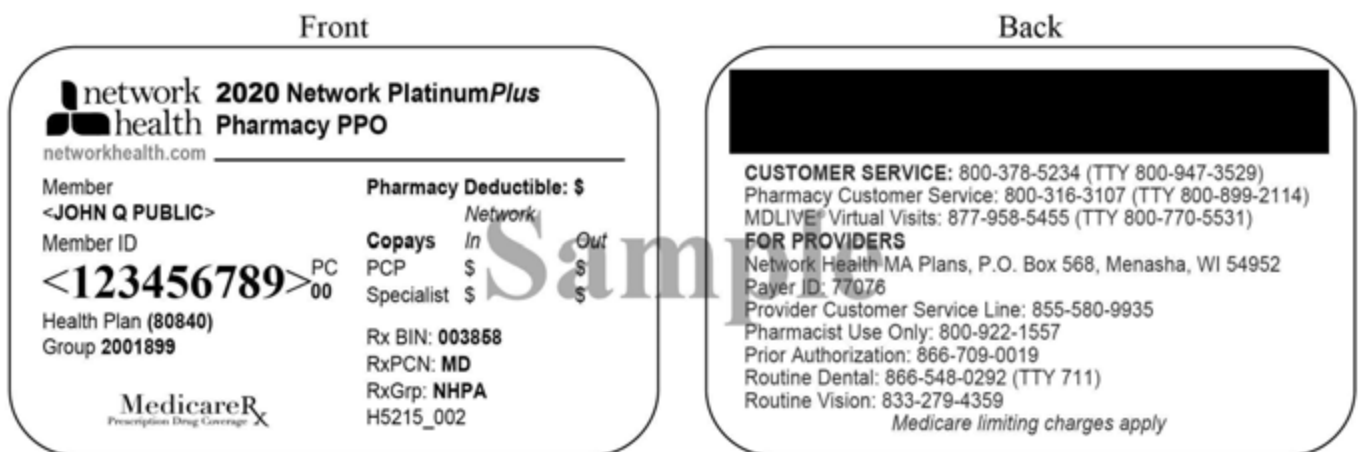 Front
network health
2020 Network PlatinumPlus
Pharmacy PPO
networkhealth.com
Member
<JOHN Q PUBLIC>
Member ID
<123456789> PC 00
Health Plan (80840)
Group 2001899
MedicareRx
Prescription Drug Coverage
Pharmacy Deductible: $
Network
Copays In Out
PCP $ $
Specialist $ $
Rx BIN: 003858
RxPCN: MD
RxGrp: NHPA
H5215_002
Sample
Back
CUSTOMER SERVICE: 800-378-5234 (TTY 800-947-3529)
Pharmacy Customer Service: 800-316-3107 (TTY 800-899-2114)
MDLIVE® Virtual Visits: 877-958-5455 (TTY 800-770-5531)
FOR PROVIDERS
Network Health MA Plans, P.O. Box 568, Menasha, WI 54952
Payer ID: 77076
Provider Customer Service Line: 855-580-9935
Pharmacist Use Only: 800-922-1557
Prior Authorization: 866-709-0019
Routine Dental: 866-548-0292 (TTY 711)
Routine Vision: 833-279-4359
Medicare limiting charges apply